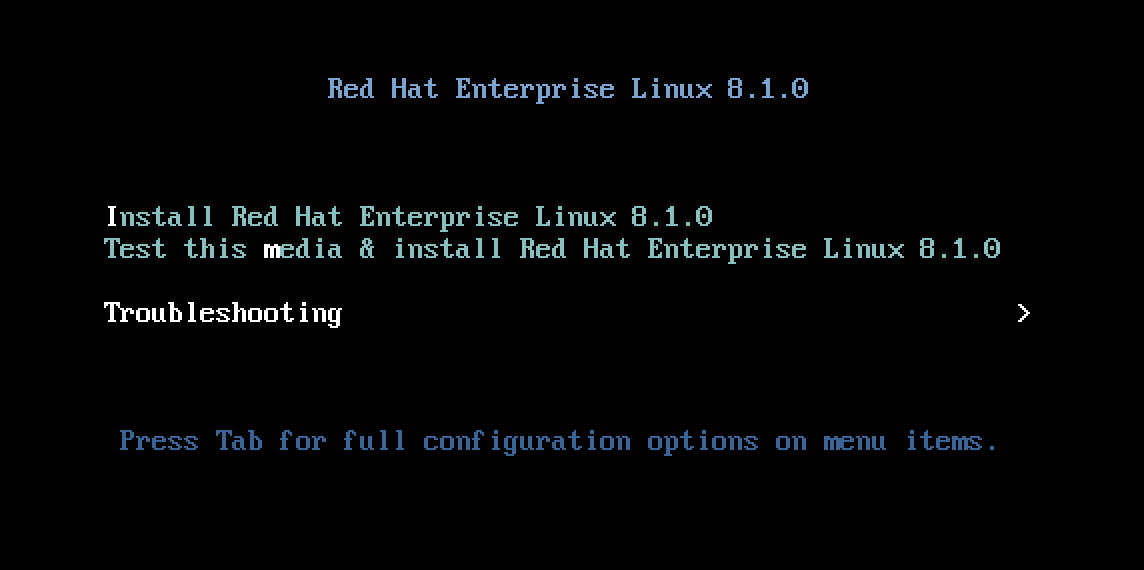 Red Hat Enterprise Linux 8.1.0
Install Red Hat Enterprise Linux 8.1.0
Test this media & install Red Hat Enterprise Linux 8.1.0
Troubleshooting >
Press Tab for full configuration options on menu items.